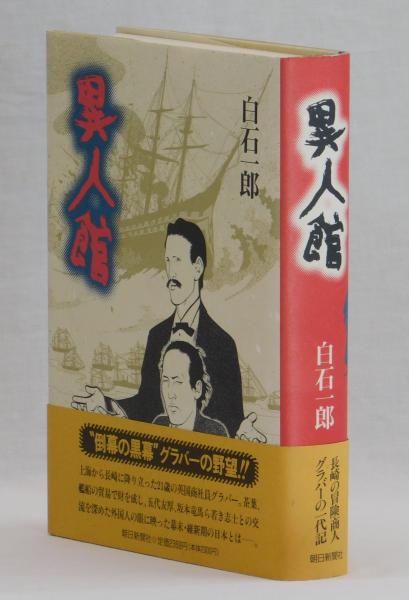 異人館
白石一郎
"倒幕の黒幕"グラバーの野望!!
上海から長崎に降り立った21歳の英国商社員グラバー。茶葉、
艦船の貿易で財を成し、五代友厚、坂本竜馬ら若き志士との交
流を深めた外国人の眼に映った幕末・維新期の日本とは──。
朝日新聞社
異人館
白石一郎
長崎の冒険商人
グラバーの一代記
朝日新聞社